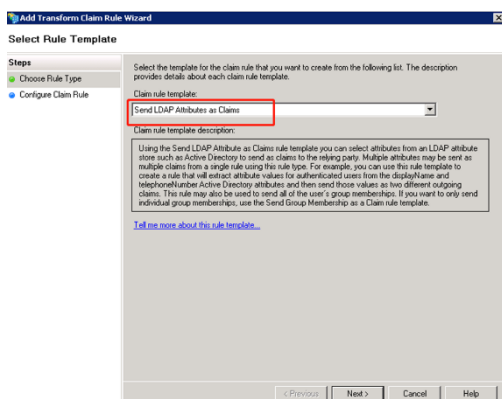 Add Transform Claim Rule Wizard
Select Rule Template
Steps
Choose Rule Type
Configure Claim Rule
Select the template for the claim rule that you want to create from the following list. The description
provides details about each claim rule template.
Claim rule template:
Send LDAP Attributes as Claims
Claim rule template description:
Using the Send LDAP Attribute as Claims rule template you can select attributes from an LDAP attribute
store such as Active Directory to send as claims to the relying party. Multiple attributes may be sent as
multiple claims from a single rule using this rule type. For example, you can use this rule template to
create a rule that will extract attribute values for authenticated users from the displayName and
telephoneNumber Active Directory attributes and then send those values as two different outgoing
claims. This rule may also be used to send all of the user's group memberships. If you want to only send
individual group memberships, use the Send Group Membership as a Claim rule template.
Tell me more about this rule template...
< Previous
Next >
Cancel
Help